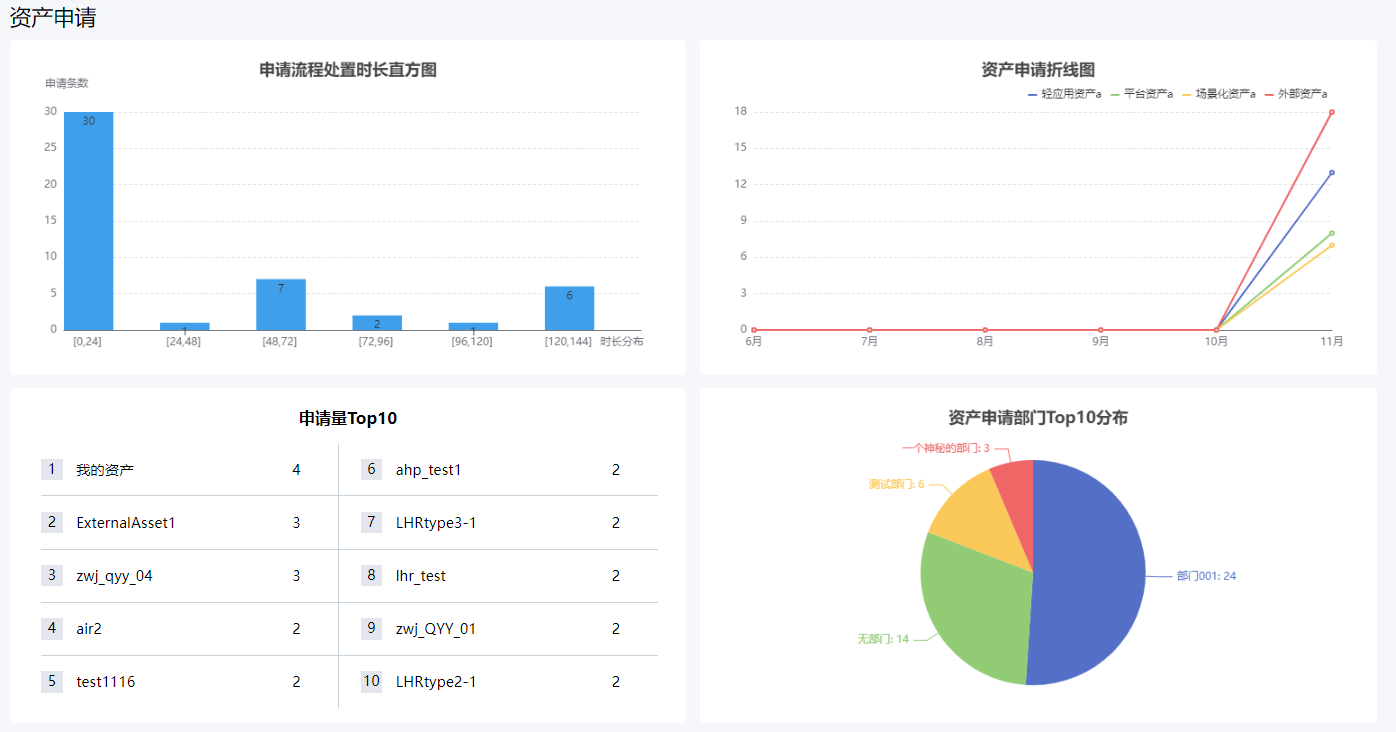 资产申请
申请流程处置时长直方图
申请条数
30
25
20
15
10
5
0
30
1
7
2
1
6
[0,24] [24,48] [48,72] [72,96] [96,120] [120,144] 时长分布
资产申请折线图
轻应用资产a 平台资产a 场景化资产a 外部资产a
18
15
12
9
6
3
0
6月 7月 8月 9月 10月 11月
申请量Top10
1 我的资产 4
2 ExternalAsset1 3
3 zwj_qyy_04 3
4 air2 2
5 test1116 2
6 ahp_test1 2
7 LHRtype3-1 2
8 lhr_test 2
9 zwj_QYY_01 2
10 LHRtype2-1 2
资产申请部门Top10分布
一个神秘的部门: 3
测试部门: 6
部门001: 24
无部门: 14